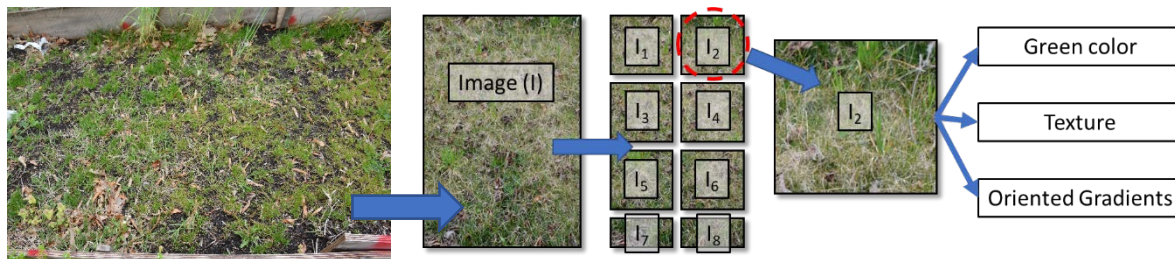 Image (I)
I1
I2
I3
I4
I5
I6
I7
I8
I2
Green color
Texture
Oriented Gradients